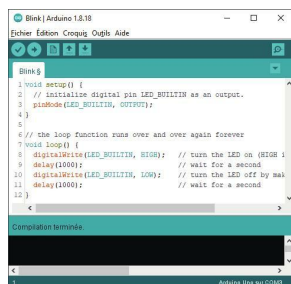 Blink | Arduino 1.8.18
Fichier Édition Croquis Outils Aide
Blink §
1 void setup() {
2 // initialize digital pin LED_BUILTIN as an output.
3 pinMode(LED_BUILTIN, OUTPUT);
4 }
5
6 // the loop function runs over and over again forever
7 void loop() {
8 digitalWrite(LED_BUILTIN, HIGH); // turn the LED on (HIGH i
9 delay(1000); // wait for a second
10 digitalWrite(LED_BUILTIN, LOW); // turn the LED off by mak
11 delay(1000); // wait for a second
12 }
Compilation terminée.
1 Arduino Uno sur COM3